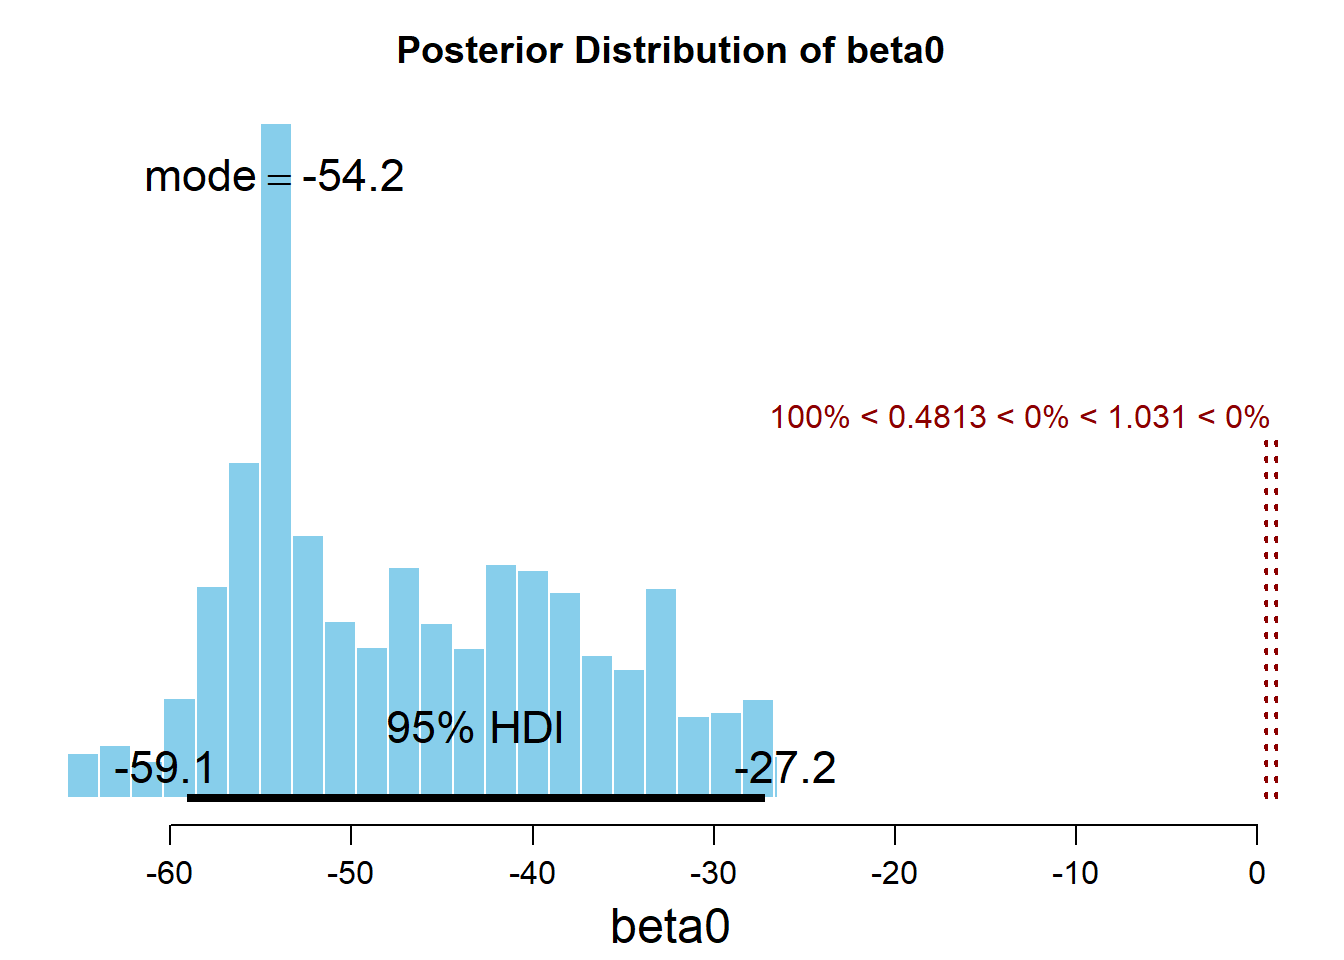 Posterior Distribution of beta0
mode = -54.2
100% < 0.4813 < 0% < 1.031 < 0%
95% HDI
-59.1 -27.2
-60 -50 -40 -30 -20 -10 0
beta0